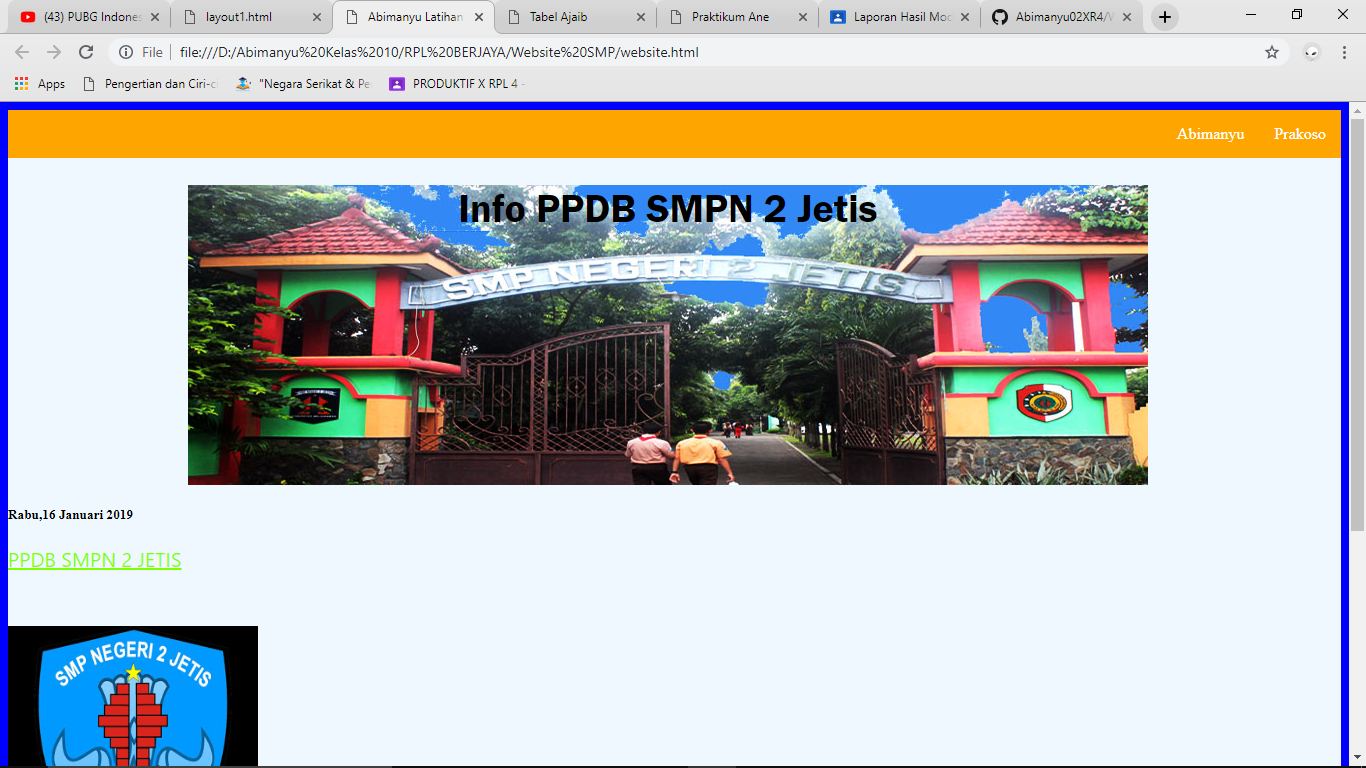 (43) PUBG Indones
layout1.html
Abimanyu Latihan
Tabel Ajaib
Praktikum Ane
Laporan Hasil Moc
Abimanyu02XR4/W
File
file:///D:/Abimanyu%20Kelas%2010/RPL%20BERJAYA/Website%20SMP/website.html
Apps
Pengertian dan Ciri-c
"Negara Serikat & Pe
PRODUKTIF X RPL 4 -
Abimanyu Prakoso
Info PPDB SMPN 2 Jetis
SMP NEGERI 2 JETIS
Rabu,16 Januari 2019
PPDB SMPN 2 JETIS
SMP NEGERI 2 JETIS